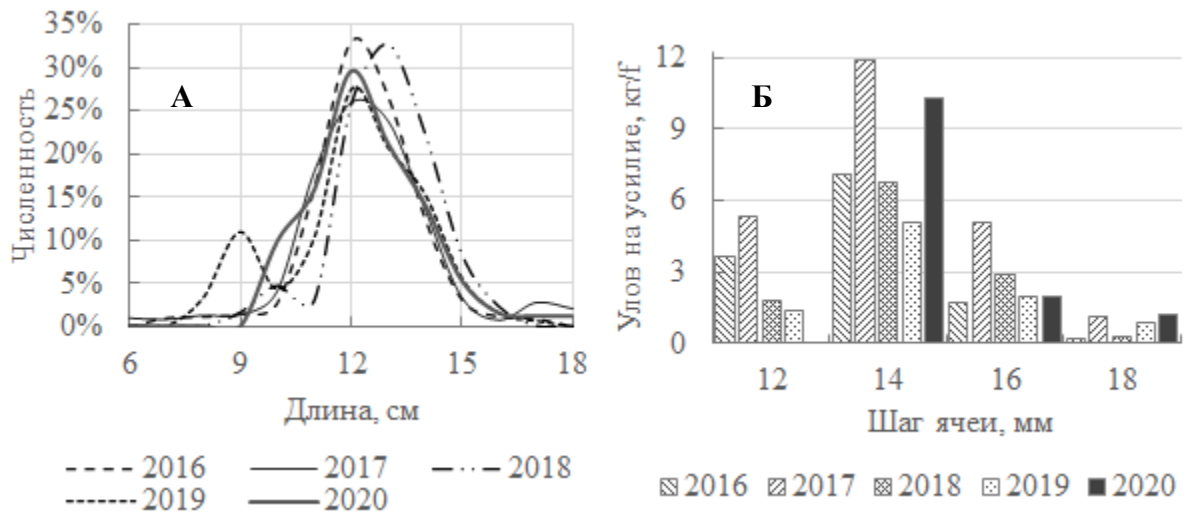 А
Численность
35%
30%
25%
20%
15%
10%
5%
0%
6 9 12 15 18
Длина, см
2016 2017 2018
2019 2020
Б
Улов на усилие, кг/f
12
9
6
3
0
12 14 16 18
Шаг ячеи, мм
2016 2017 2018 2019 2020